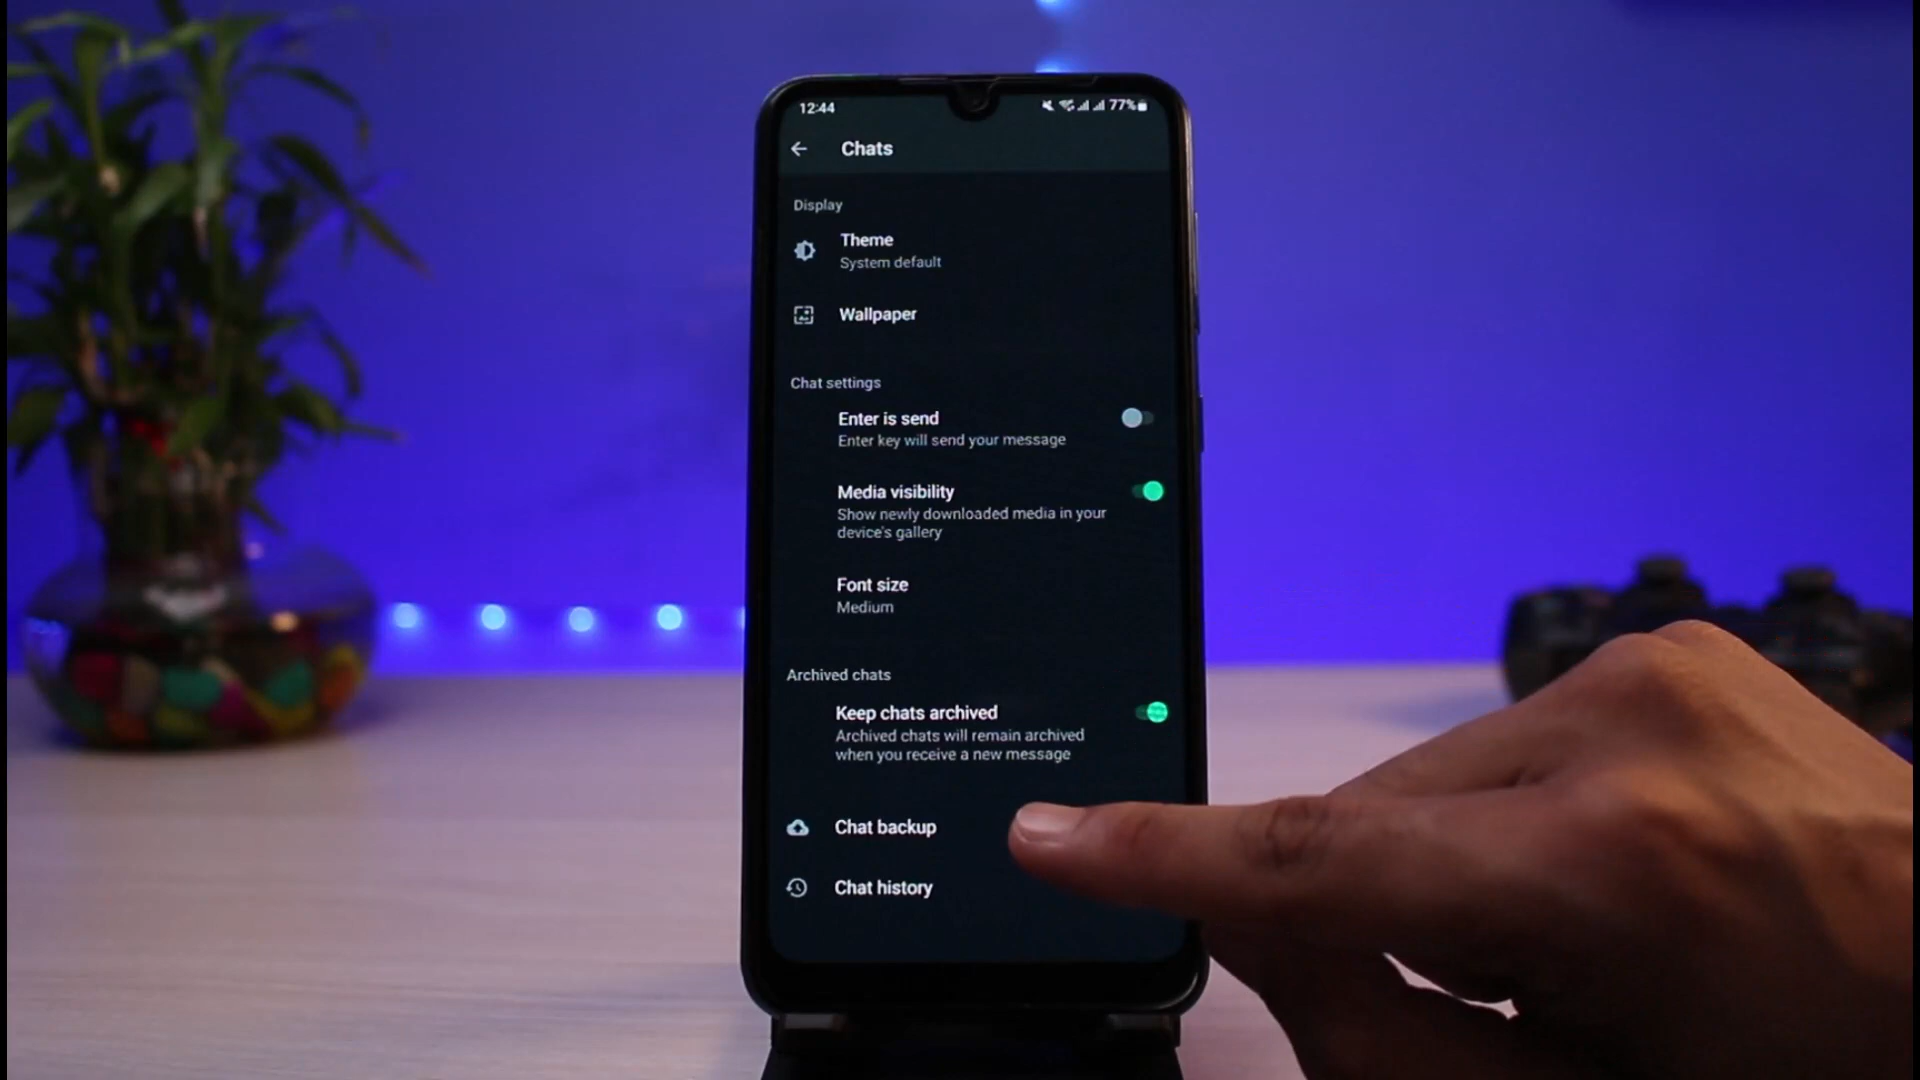 12:44
77%
Chats
Display
Theme
System default
Wallpaper
Chat settings
Enter is send
Enter key will send your message
Media visibility
Show newly downloaded media in your
device's gallery
Font size
Medium
Archived chats
Keep chats archived
Archived chats will remain archived
when you receive a new message
Chat backup
Chat history